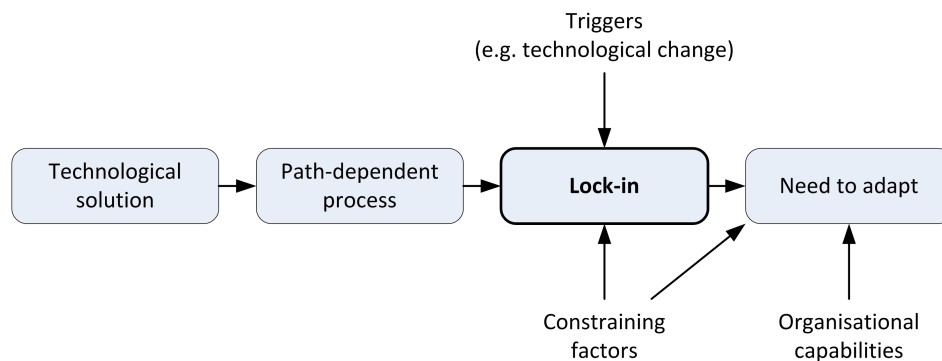 Triggers
(e.g. technological change)
Technological
solution
Path-dependent
process
Lock-in
Need to adapt
Constraining
factors
Organisational
capabilities